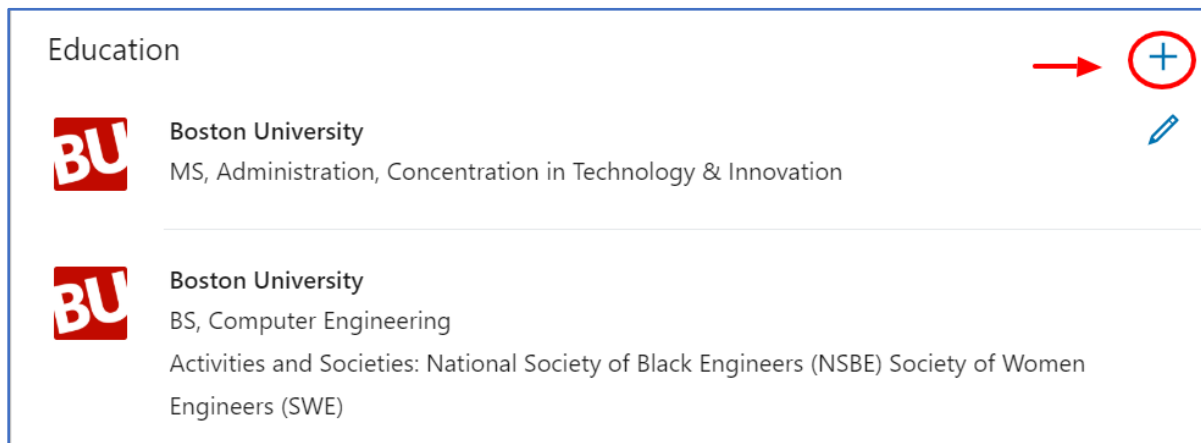 Education
BU
Boston University
MS, Administration, Concentration in Technology & Innovation
BU
Boston University
BS, Computer Engineering
Activities and Societies: National Society of Black Engineers (NSBE) Society of Women
Engineers (SWE)